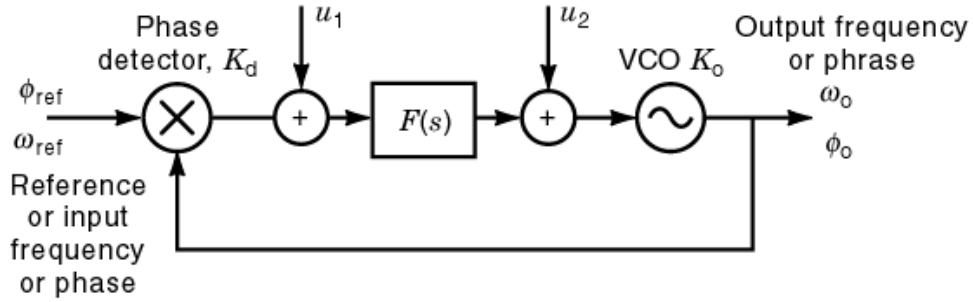 Phase
detector, Kd
u1
u2
VCO Ko
Output frequency
or phrase
ϕref
ωref
+
F(s)
+
ωo
ϕo
Reference
or input
frequency
or phase